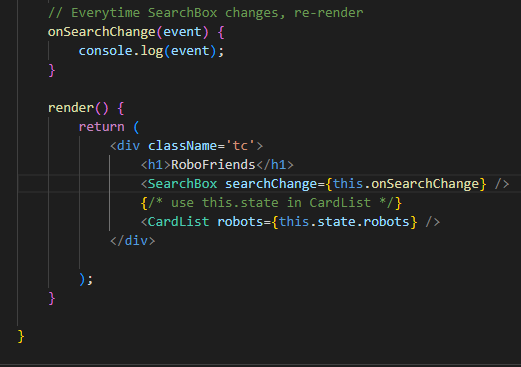 // Everytime SearchBox changes, re-render
onSearchChange(event) {
console.log(event);
}
render() {
return (
<div className='tc'>
<h1>RoboFriends</h1>
<SearchBox searchChange={this.onSearchChange} />
{/* use this.state in CardList */}
<CardList robots={this.state.robots} />
</div>
);
}
}